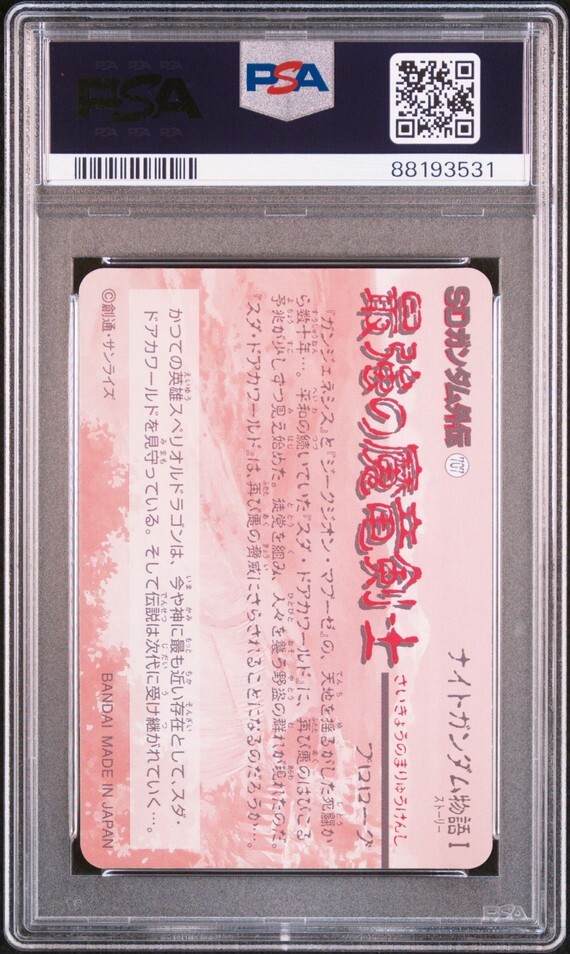 PSA
PSA
88193531
SDガンダム外伝 707
ナイトガンダム物語 I
ストーリー
最強の魔竜剣士
さいきょうのまりゅうけんし
プロローグ
『ガンジェネシス』と『ジークジオン・マブーゼ』の、天地を揺るがした死闘か
ら数十年…。平和の続いていた『スダ・ドアカワールド』に、再び悪のはびこる
予兆が少しずつ見え始めた。徒党を組み、人々を襲う野盗の群れが現れたのだ。
『スダ・ドアカワールド』は、再び悪の脅威にさらされることになるのだろうか…。
かつての英雄スペリオルドラゴンは、今や神に最も近い存在として、スダ・
ドアカワールドを見守っている。そして伝説は次代に受け継がれていく…。
©創通・サンライズ
BANDAI MADE IN JAPAN
PSA